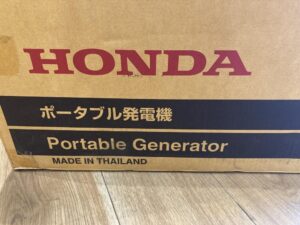 HONDA
ポータブル発電機
Portable Generator
MADE IN THAILAND